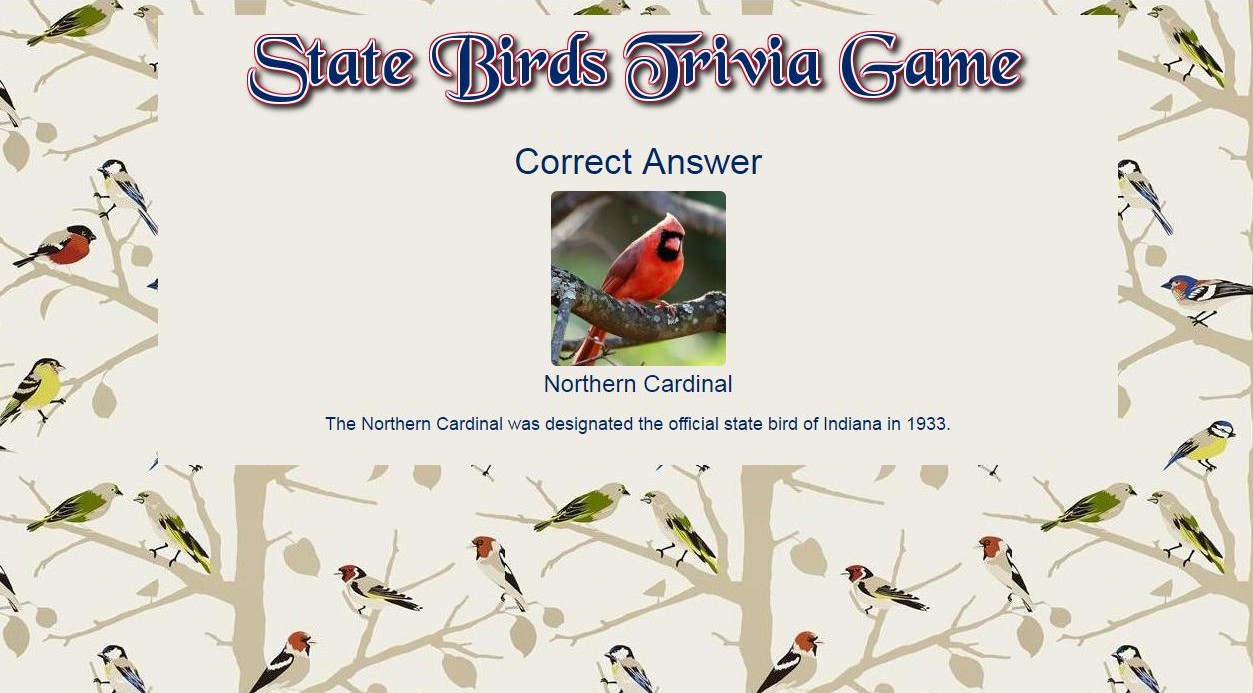 State Birds Trivia Game
Correct Answer
Northern Cardinal
The Northern Cardinal was designated the official state bird of Indiana in 1933.